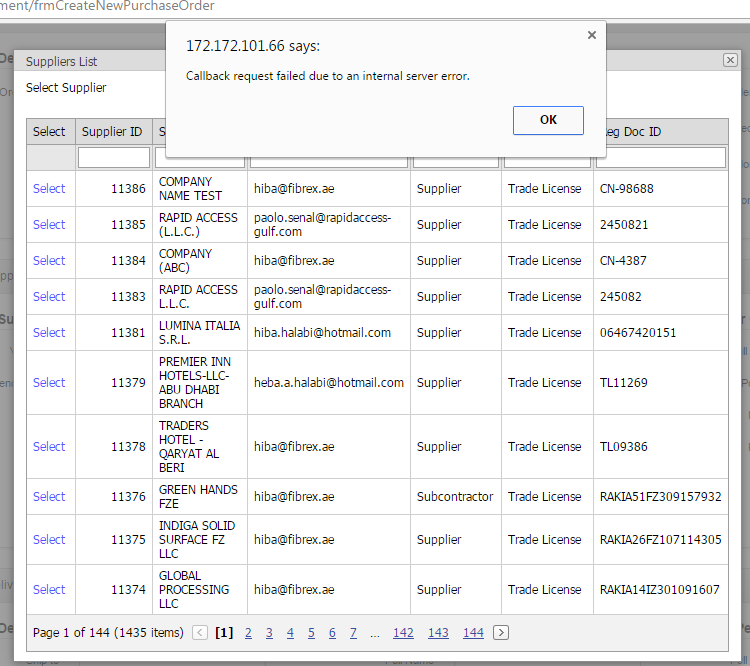 ment/frmCreateNewPurchaseOrder
172.172.101.66 says:
Callback request failed due to an internal server error.
OK
Suppliers List
Select Supplier
Select Supplier ID Doc ID
Select 11386 COMPANY NAME TEST hiba@fibrex.ae Supplier Trade License CN-98688
Select 11385 RAPID ACCESS (L.L.C.) paolo.senal@rapidaccess-gulf.com Supplier Trade License 2450821
Select 11384 COMPANY (ABC) hiba@fibrex.ae Supplier Trade License CN-4387
Select 11383 RAPID ACCESS L.L.C. paolo.senal@rapidaccess-gulf.com Supplier Trade License 245082
Select 11381 LUMINA ITALIA S.R.L. hiba.halabi@hotmail.com Supplier Trade License 06467420151
Select 11379 PREMIER INN HOTELS-LLC-ABU DHABI BRANCH heba.a.halabi@hotmail.com Supplier Trade License TL11269
Select 11378 TRADERS HOTEL - QARYAT AL BERI hiba@fibrex.ae Supplier Trade License TL09386
Select 11376 GREEN HANDS FZE hiba@fibrex.ae Subcontractor Trade License RAKIA51FZ309157932
Select 11375 INDIGA SOLID SURFACE FZ LLC hiba@fibrex.ae Supplier Trade License RAKIA26FZ107114305
Select 11374 GLOBAL PROCESSING LLC hiba@fibrex.ae Supplier Trade License RAKIA14IZ301091607
Page 1 of 144 (1435 items) [1] 2 3 4 5 6 7 ... 142 143 144